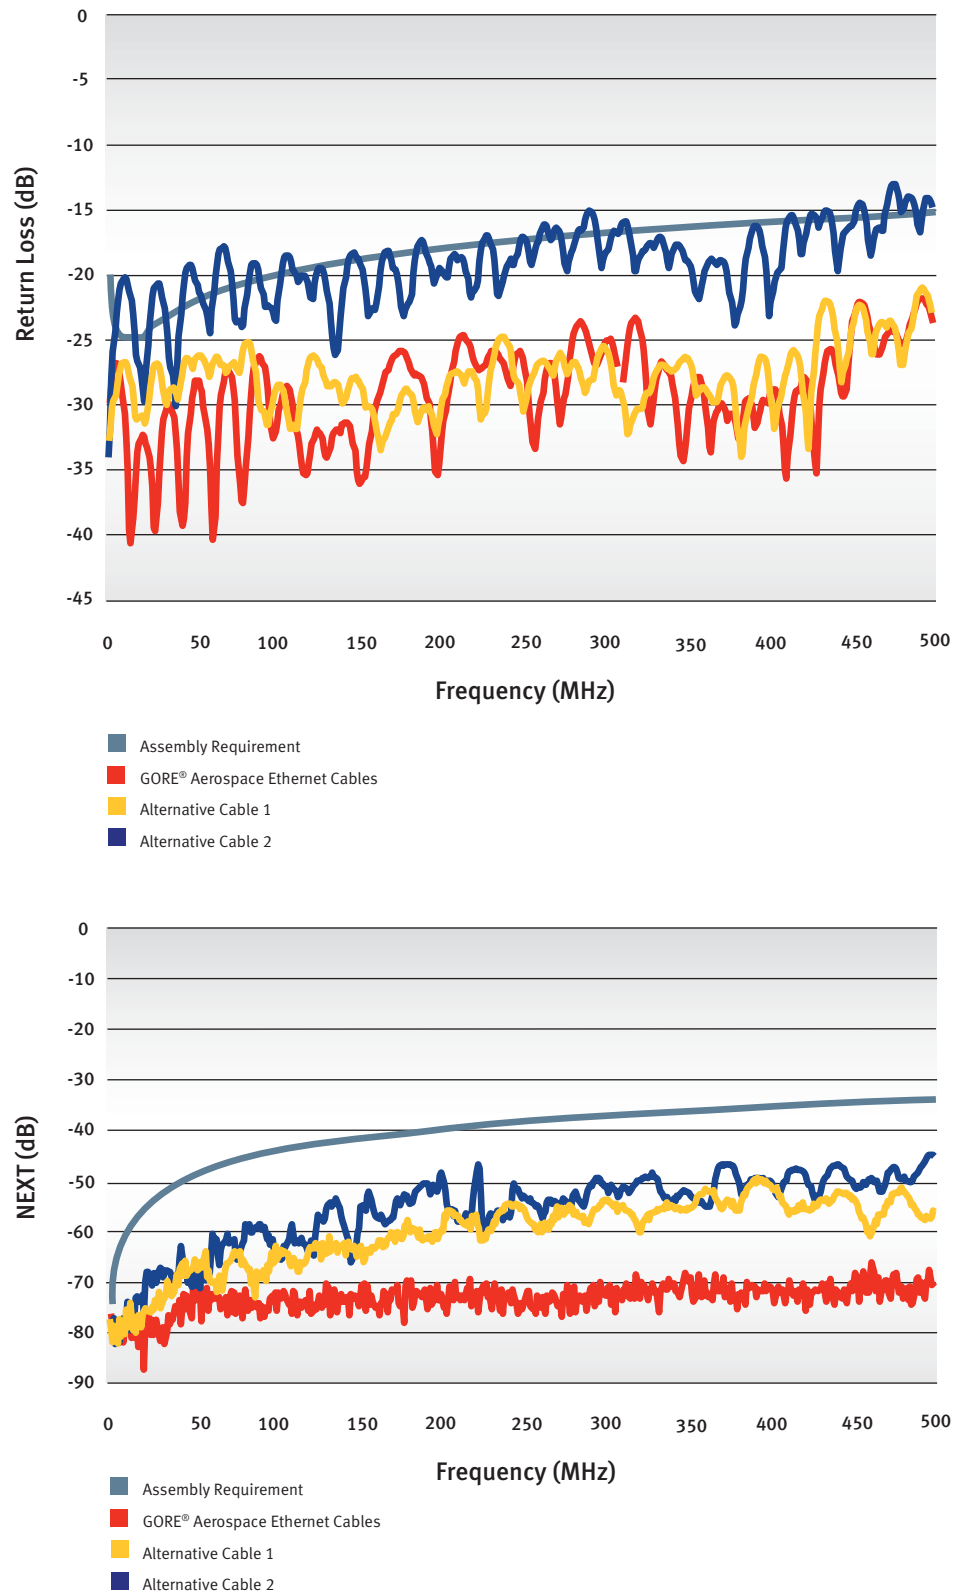 0
-5
-10
-15
-20
-25
-30
-35
-40
-45
Return Loss (dB)
0 50 100 150 200 250 300 350 400 450 500
Frequency (MHz)
Assembly Requirement
GORE® Aerospace Ethernet Cables
Alternative Cable 1
Alternative Cable 2
0
-10
-20
-30
-40
-50
-60
-70
-80
-90
NEXT (dB)
0 50 100 150 200 250 300 350 400 450 500
Frequency (MHz)
Assembly Requirement
GORE® Aerospace Ethernet Cables
Alternative Cable 1
Alternative Cable 2